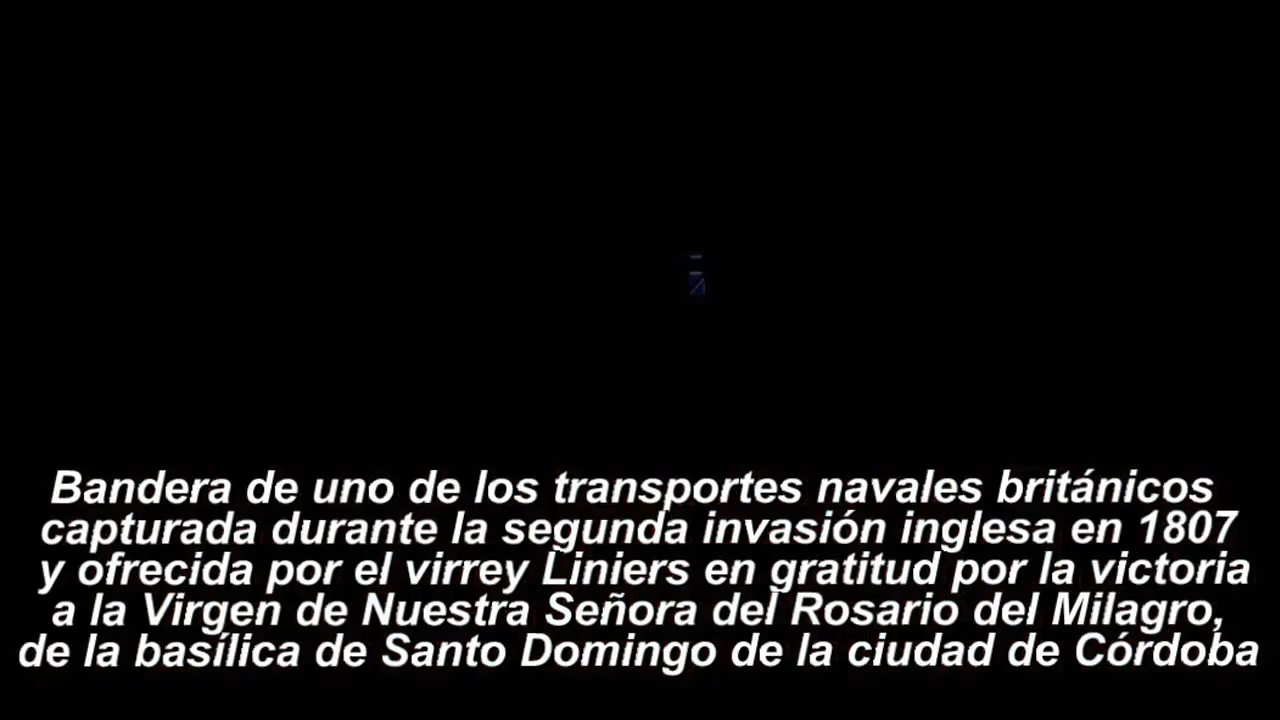 Bandera de uno de los transportes navales británicos
capturada durante la segunda invasión inglesa en 1807
y ofrecida por el virrey Liniers en gratitud por la victoria
a la Virgen de Nuestra Señora del Rosario del Milagro,
de la basílica de Santo Domingo de la ciudad de Córdoba